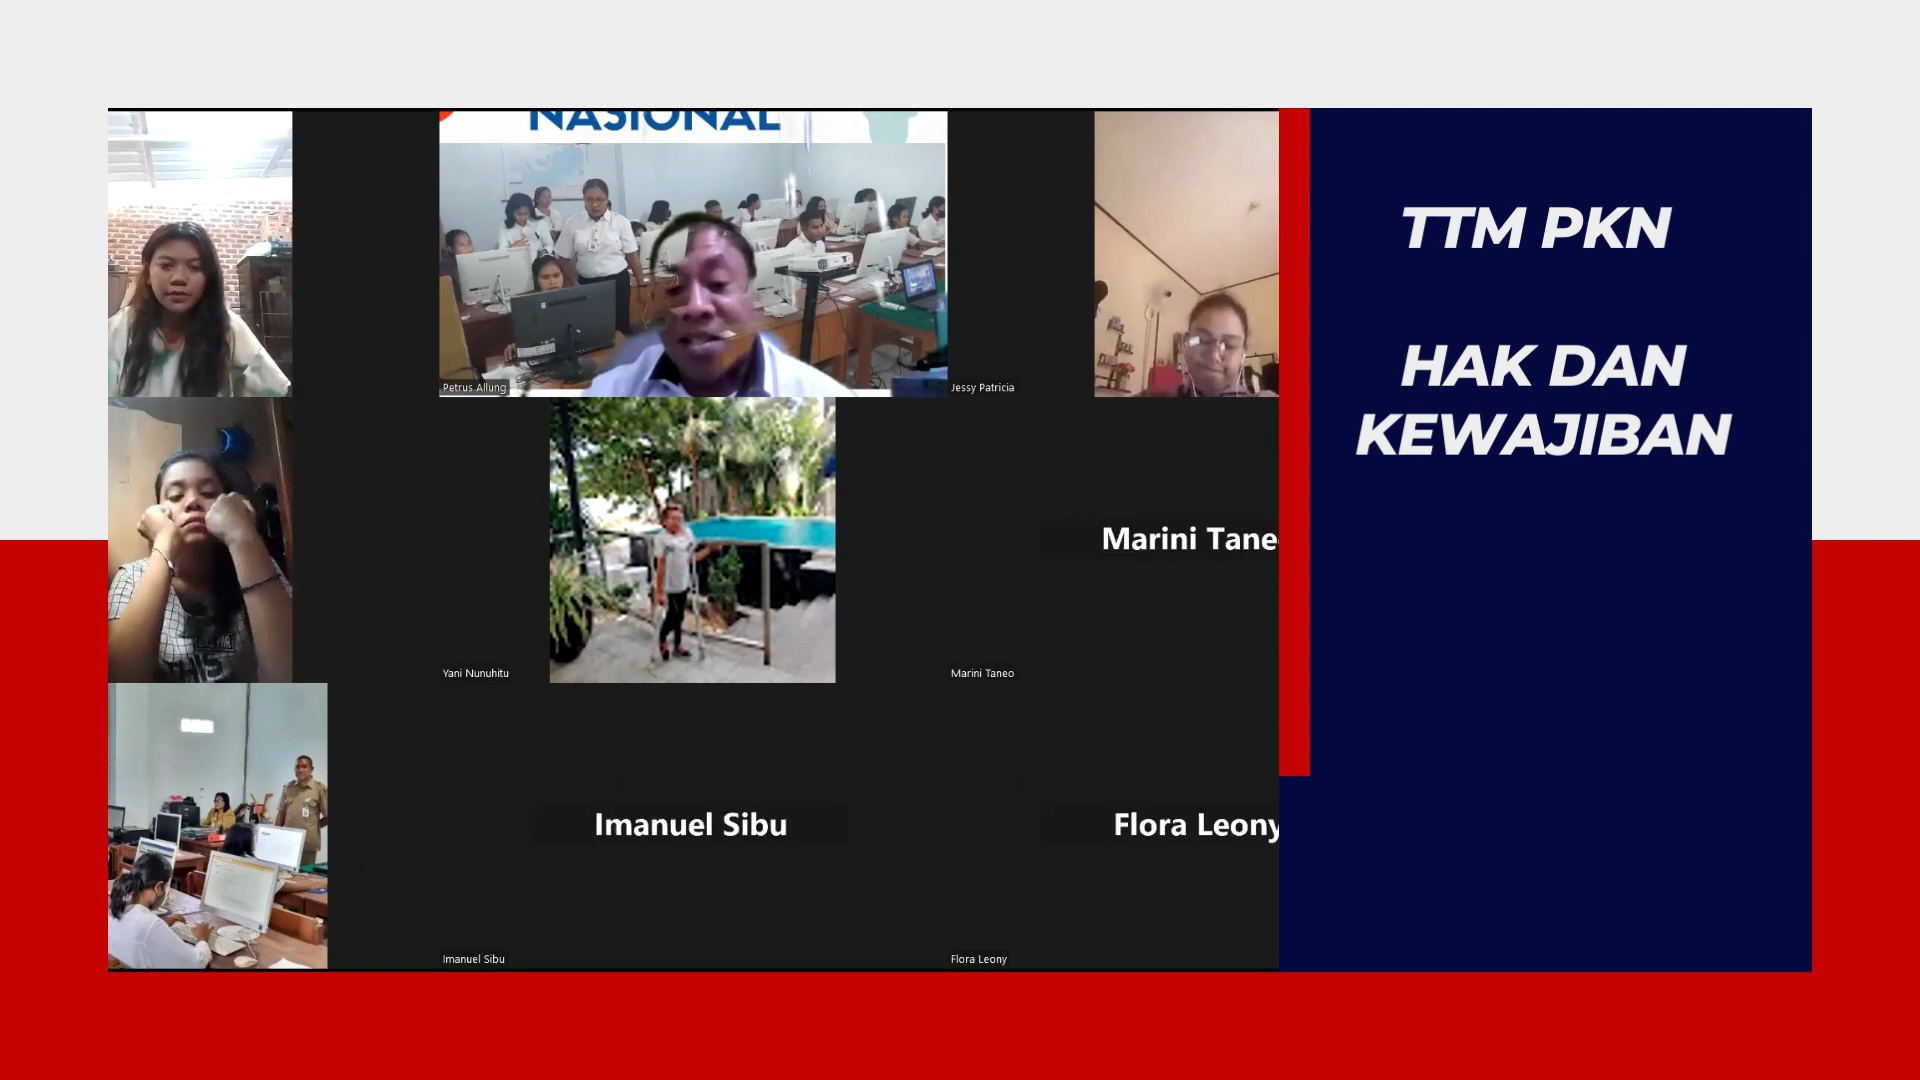 NASIONAL
TTM PKN
HAK DAN
KEWAJIBAN
Petrus Allung
Jessy Patricia
Marini Taneo
Yani Nunuhitu
Marini Taneo
Imanuel Sibu
Flora Leony
Imanuel Sibu
Flora Leony